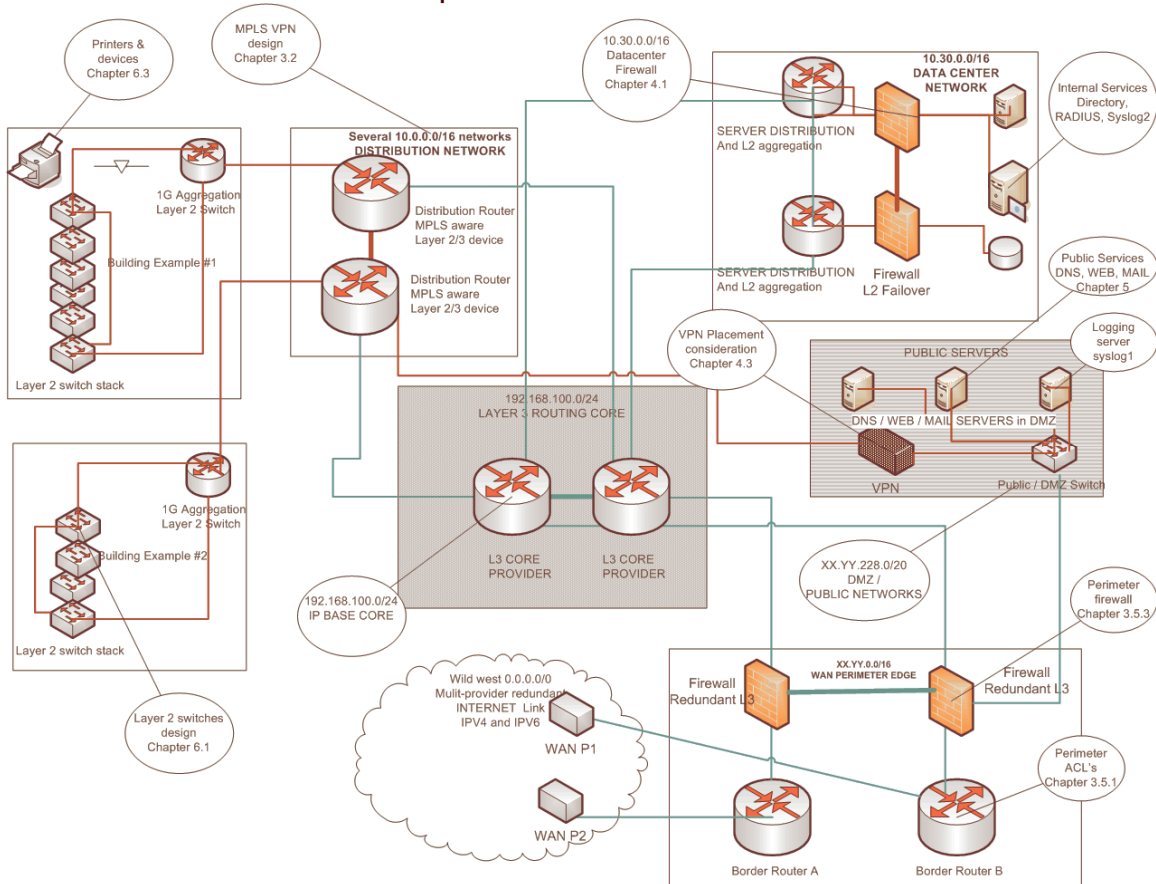 Printers &
devices
Chapter 6.3
MPLS VPN
design
Chapter 3.2
10.30.0.0/16
Datacenter
Firewall
Chapter 4.1
10.30.0.0/16
DATA CENTER
NETWORK
Internal Services
Directory,
RADIUS, Syslog2
Several 10.0.0.0/16 networks
DISTRIBUTION NETWORK
SERVER DISTRIBUTION
And L2 aggregation
1G Aggregation
Layer 2 Switch
Distribution Router
MPLS aware
Layer 2/3 device
Building Example #1
Distribution Router
MPLS aware
Layer 2/3 device
SERVER DISTRIBUTION
And L2 aggregation
Firewall
L2 Failover
Public Services
DNS, WEB, MAIL
Chapter 5
Layer 2 switch stack
VPN Placement
consideration
Chapter 4.3
PUBLIC SERVERS
Logging
server
syslog1
192.168.100.0/24
LAYER 3 ROUTING CORE
DNS / WEB / MAIL SERVERS in DMZ
VPN
Public / DMZ Switch
1G Aggregation
Layer 2 Switch
Building Example #2
L3 CORE
PROVIDER
L3 CORE
PROVIDER
XX.YY.228.0/20
DMZ /
PUBLIC NETWORKS
192.168.100.0/24
IP BASE CORE
Perimeter
firewall
Chapter 3.5.3
Layer 2 switch stack
XX.YY.0.0/16
WAN PERIMETER EDGE
Firewall
Redundant L3
Firewall
Redundant L3
Wild west 0.0.0.0/0
Mulit-provider redundant
INTERNET Link
IPV4 and IPV6
Layer 2 switches
design
Chapter 6.1
WAN P1
Perimeter
ACL's
Chapter 3.5.1
WAN P2
Border Router A
Border Router B